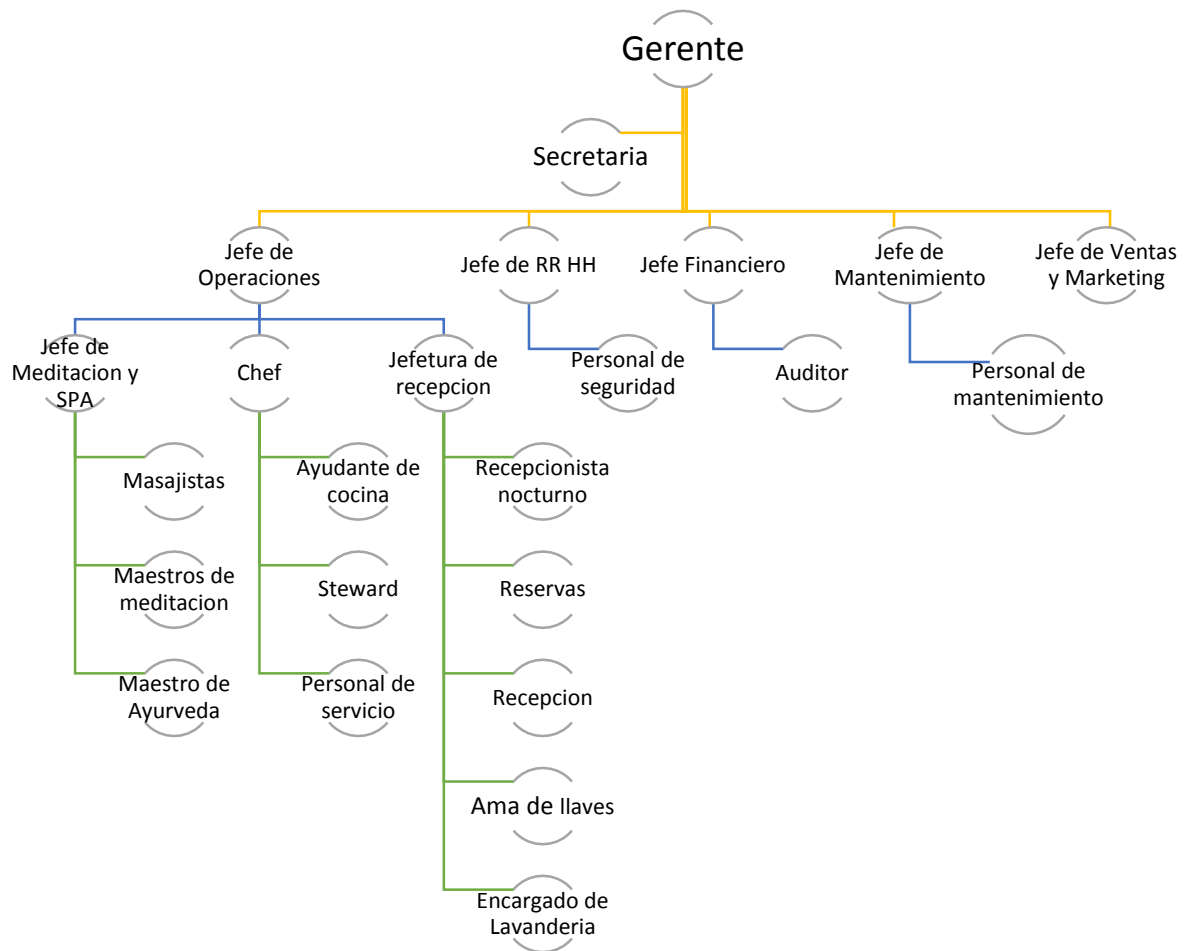 Gerente
Secretaria
Jefe de
Operaciones
Jefe de RR HH
Jefe Financiero
Jefe de
Mantenimiento
Jefe de Ventas
y Marketing
Jefe de
Meditacion y
SPA
Chef
Jefetura de
recepcion
Personal de
seguridad
Auditor
Personal de
mantenimiento
Masajistas
Ayudante de
cocina
Recepcionista
nocturno
Maestros de
meditacion
Steward
Reservas
Maestro de
Ayurveda
Personal de
servicio
Recepcion
Ama de llaves
Encargado de
Lavanderia